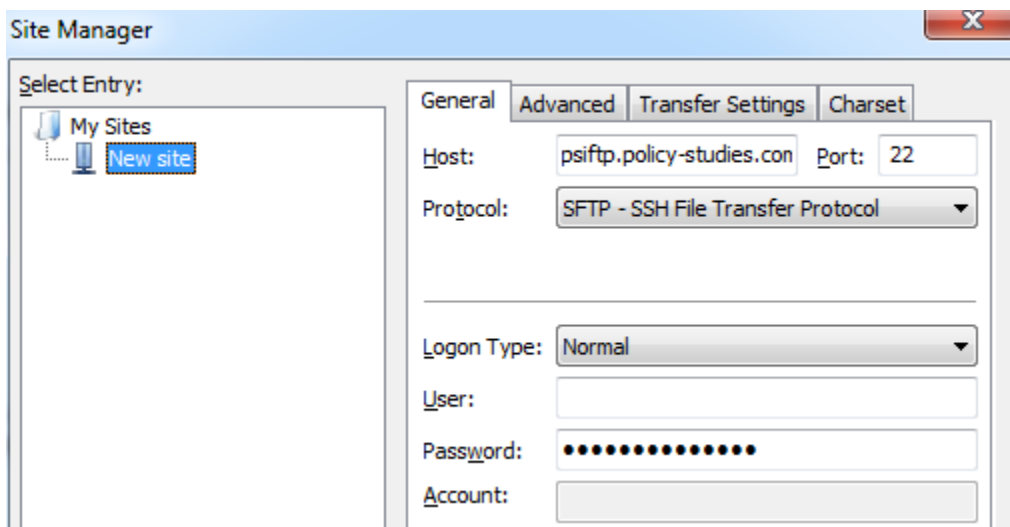 Site Manager
x
Select Entry:
My Sites
New site
General Advanced Transfer Settings Charset
Host: psiftp.policy-studies.con Port: 22
Protocol: SFTP - SSH File Transfer Protocol
Logon Type: Normal
User:
Password: ••••••••••••••
Account: